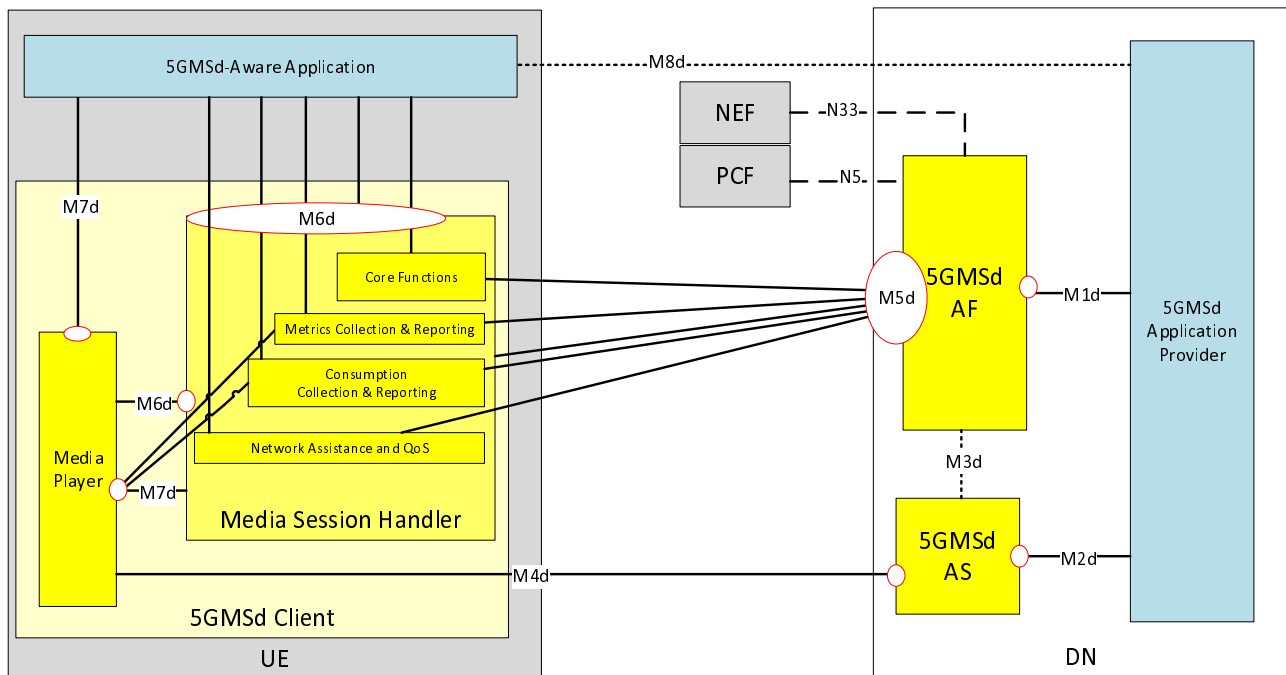 5GMSd-Aware Application
M8d
NEF
N33
PCF
N5
M7d
M6d
Core Functions
5GMSd
AF
M5d
M1d
5GMSd
Application
Provider
Metrics Collection & Reporting
Consumption
Collection & Reporting
M6d
Network Assistance and QoS
Media
Player
M7d
Media Session Handler
M3d
5GMSd
AS
M2d
M4d
5GMSd Client
UE
DN